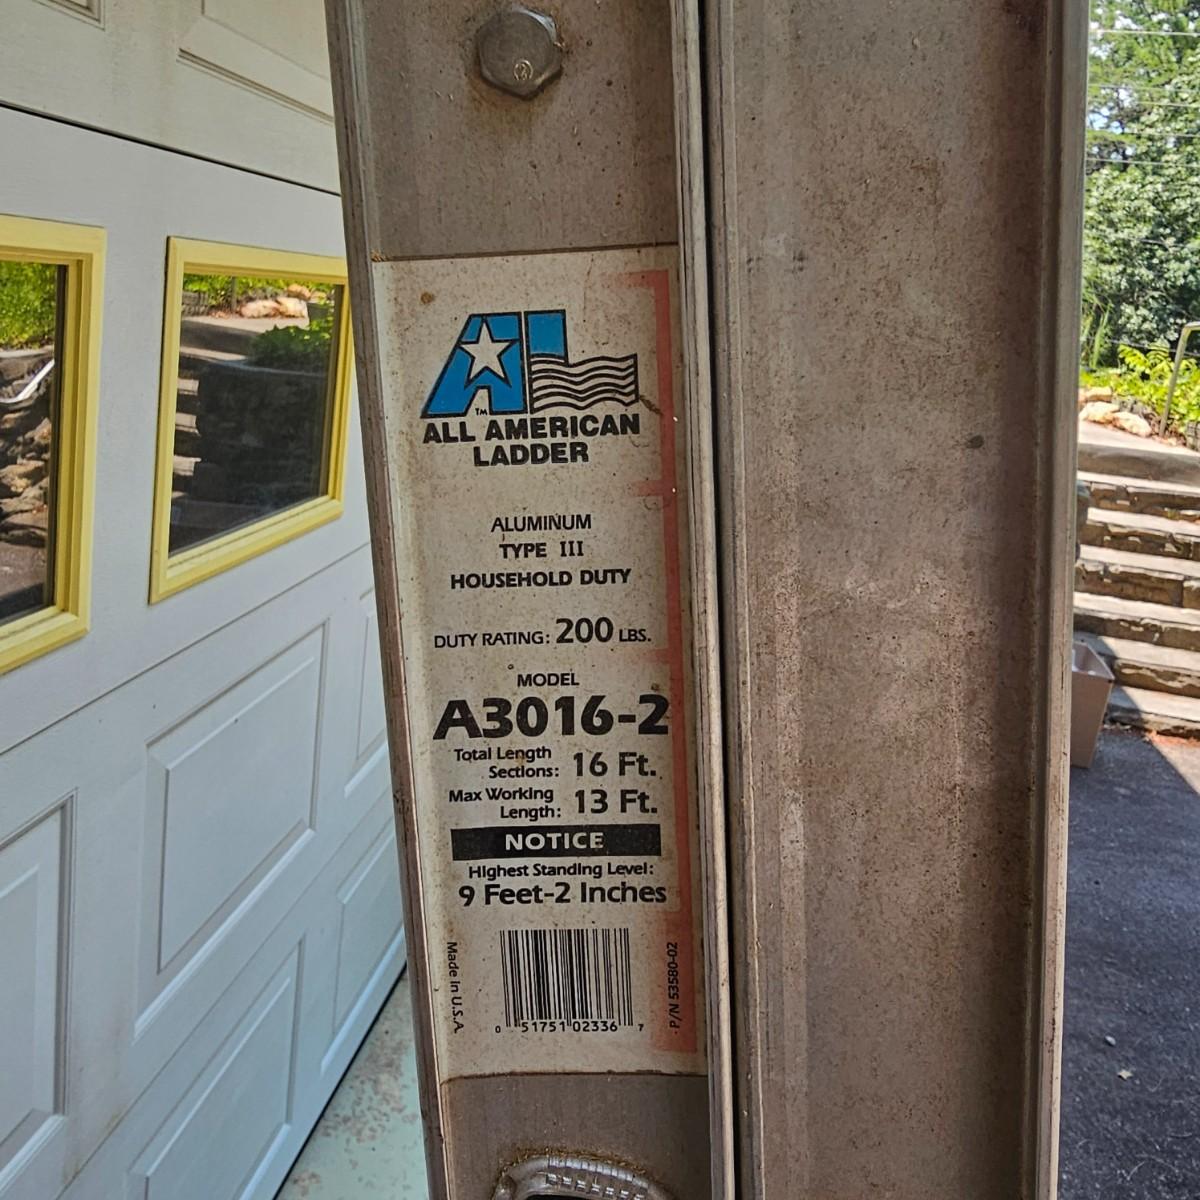 AL
TM
ALL AMERICAN
LADDER
ALUMINUM
TYPE III
HOUSEHOLD DUTY
DUTY RATING: 200 LBS.
MODEL
A3016-2
Total Length
Sections: 16 Ft.
Max Working
Length: 13 Ft.
NOTICE
Highest Standing Level:
9 Feet-2 Inches
Made in U.S.A.
0 51751 02336 7
P/N 53580-02